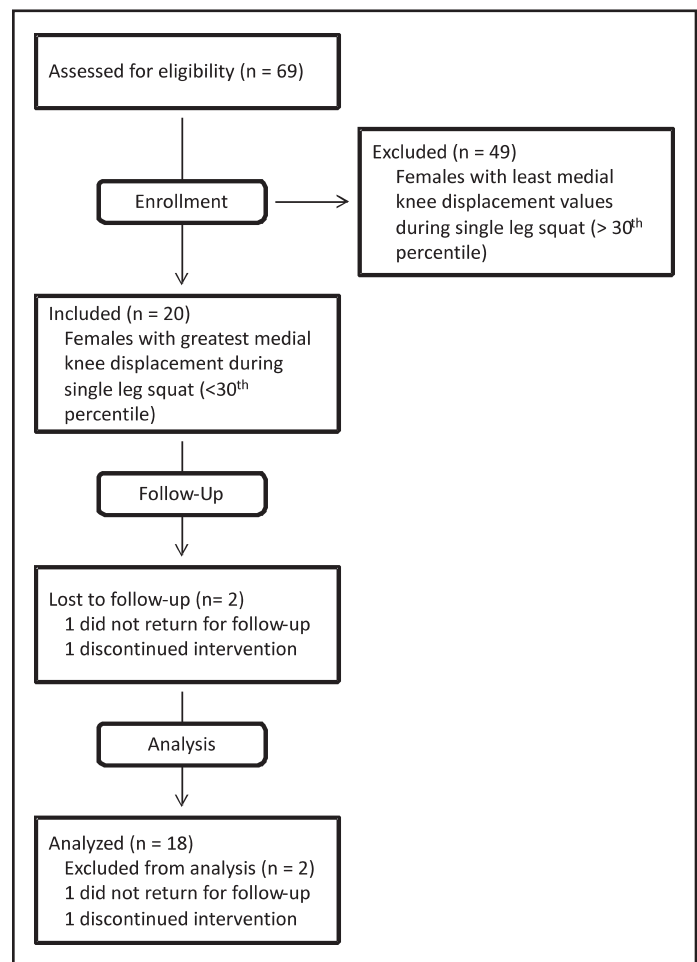 Assessed for eligibility (n = 69)
Enrollment
Excluded (n = 49)
Females with least medial
knee displacement values
during single leg squat (> 30th
percentile)
Included (n = 20)
Females with greatest medial
knee displacement during
single leg squat (<30th
percentile)
Follow-Up
Lost to follow-up (n= 2)
1 did not return for follow-up
1 discontinued intervention
Analysis
Analyzed (n = 18)
Excluded from analysis (n = 2)
1 did not return for follow-up
1 discontinued intervention